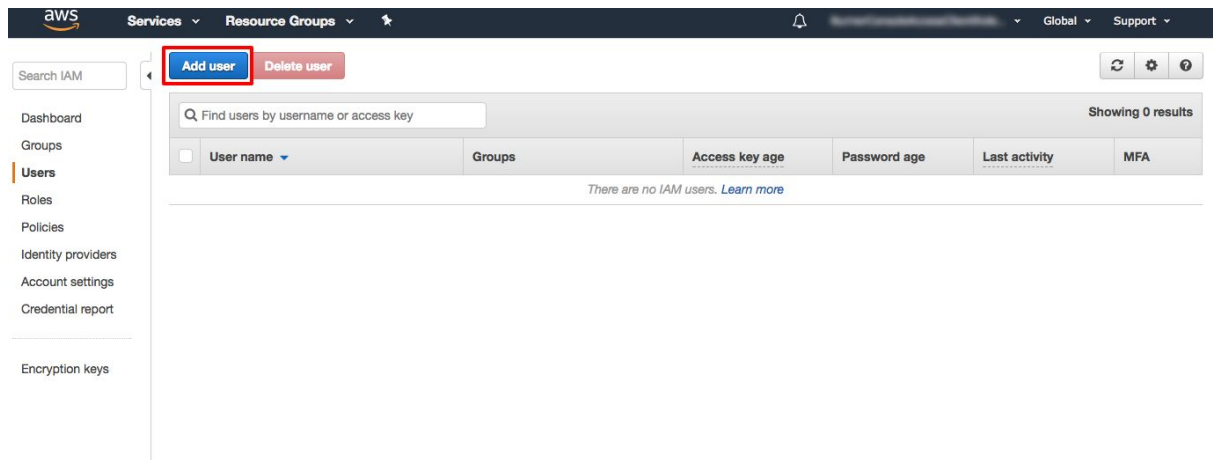 aws Services Resource Groups Global Support
Search IAM Add user Delete user
Find users by username or access key Showing 0 results
User name Groups Access key age Password age Last activity MFA
There are no IAM users. Learn more
Dashboard
Groups
Users
Roles
Policies
Identity providers
Account settings
Credential report
Encryption keys